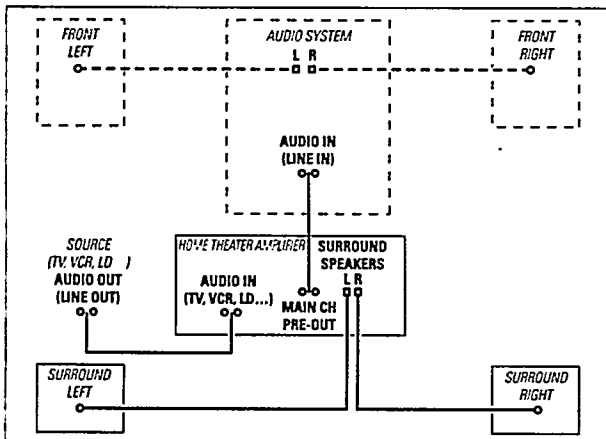 FRONT
LEFT
AUDIO SYSTEM
L R
FRONT
RIGHT
AUDIO IN
(LINE IN)
SOURCE
(TV, VCR, LD )
AUDIO OUT
(LINE OUT)
HOME THEATER AMPLIFIER
SURROUND
SPEAKERS
L R
AUDIO IN
(TV, VCR, LD...)
MAIN CH
PRE-OUT
SURROUND
LEFT
SURROUND
RIGHT